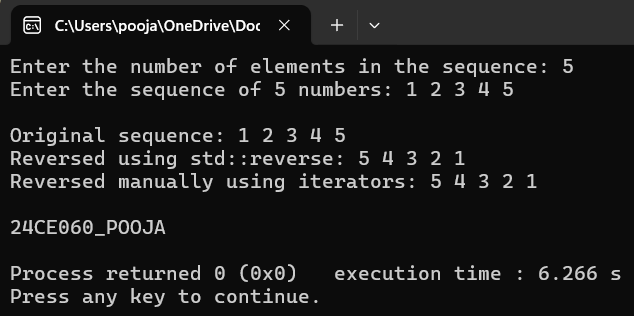 C:\Users\pooja\OneDrive\Doc
Enter the number of elements in the sequence: 5
Enter the sequence of 5 numbers: 1 2 3 4 5
Original sequence: 1 2 3 4 5
Reversed using std::reverse: 5 4 3 2 1
Reversed manually using iterators: 5 4 3 2 1
24CE060_POOJA
Process returned 0 (0x0)   execution time : 6.266 s
Press any key to continue.